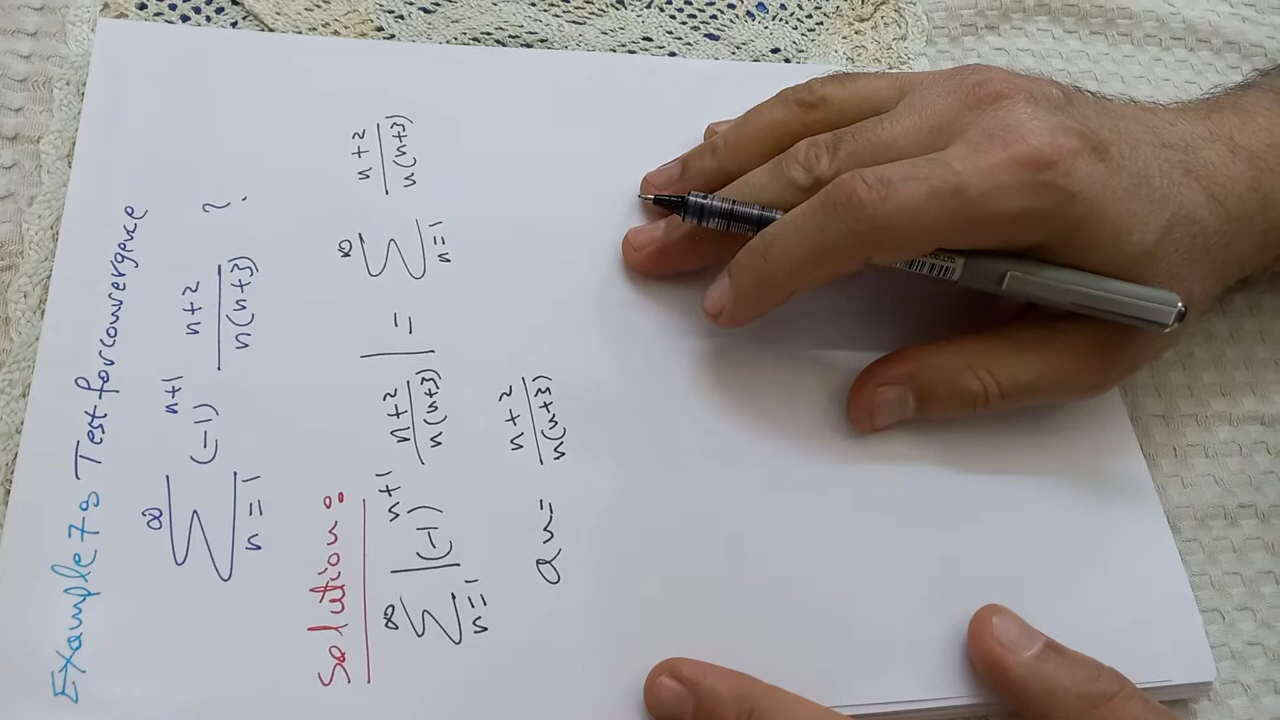 Example 7: Test for convergence
∞ ∑ n=1 (-1)^(n+1) (n+2)/(n(n+3)) ?
Solution:
∞ ∑ n=1 |(-1)^(n+1) (n+2)/(n(n+3))| = ∞ ∑ n=1 (n+2)/(n(n+3))
an = (n+2)/(n(n+3))